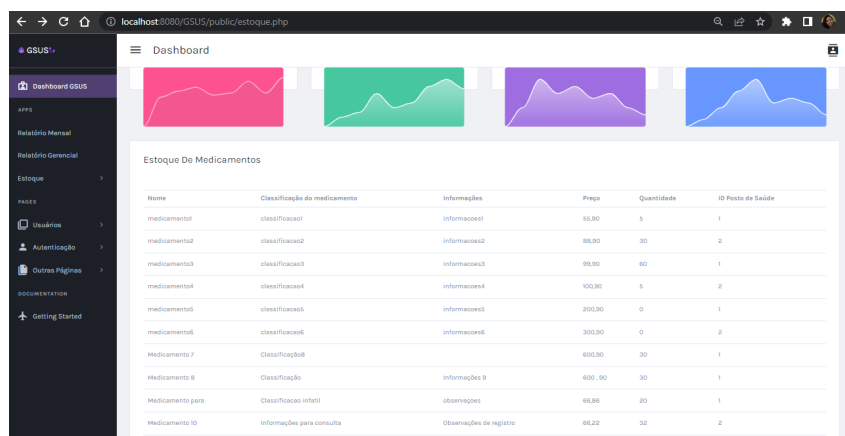 localhost:8080/GSUS/public/estoque.php
GSUS
Dashboard
Dashboard GSUS
APPS
Relatório Mensal
Relatório Gerencial
Estoque
PAGES
Usuários
Autenticação
Outras Páginas
DOCUMENTATION
Getting Started
Estoque De Medicamentos
Nome Classificação do medicamento Informações Preço Quantidade ID Posto de Saúde
medicamento1 classificacao1 informacoes1 55,90 5 1
medicamento2 classificacao2 informacoes2 88,90 30 2
medicamento3 classificacao3 informacoes3 99,90 60 1
medicamento4 classificacao4 informacoes4 100,90 5 2
medicamento5 classificacao5 informacoes5 200,90 0 1
medicamento6 classificacao6 informacoes6 300,90 0 2
Medicamento 7 Classificação8 600,90 30 1
Medicamento 8 Classificação Informações 9 600 , 90 30 1
Medicamento para Classificacao infatil observaçoes 66,86 20 1
Medicamento 10 Informações para consulta Observações de registro 66,22 32 2